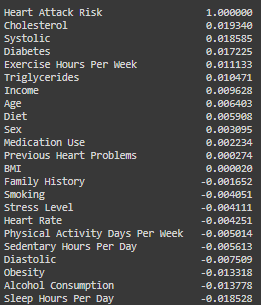 Heart Attack Risk 1.000000
Cholesterol 0.019340
Systolic 0.018585
Diabetes 0.017225
Exercise Hours Per Week 0.011133
Triglycerides 0.010471
Income 0.009628
Age 0.006403
Diet 0.005908
Sex 0.003095
Medication Use 0.002234
Previous Heart Problems 0.000274
BMI 0.000020
Family History -0.001652
Smoking -0.004051
Stress Level -0.004111
Heart Rate -0.004251
Physical Activity Days Per Week -0.005014
Sedentary Hours Per Day -0.005613
Diastolic -0.007509
Obesity -0.013318
Alcohol Consumption -0.013778
Sleep Hours Per Day -0.018528